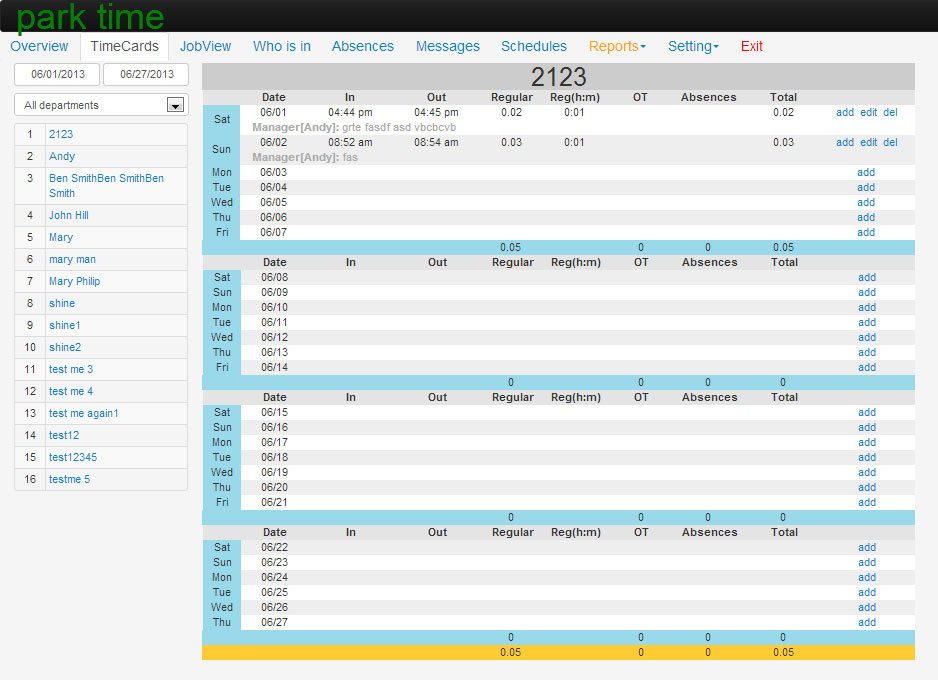 park time
Overview TimeCards JobView Who is in Absences Messages Schedules Reports Setting Exit
06/01/2013 06/27/2013
All departments
1 2123
2 Andy
3 Ben SmithBen SmithBen
Smith
4 John Hill
5 Mary
6 mary man
7 Mary Philip
8 shine
9 shine1
10 shine2
11 test me 3
12 test me 4
13 test me again1
14 test12
15 test12345
16 testme 5
2123
Date In Out Regular Reg(h:m) OT Absences Total
Sat 06/01 04:44 pm 04:45 pm 0.02 0:01 0.02 add edit del
Manager[Andy]: grte fasdf asd vbcbcvb
Sun 06/02 08:52 am 08:54 am 0.03 0:01 0.03 add edit del
Manager[Andy]: fas
Mon 06/03 add
Tue 06/04 add
Wed 06/05 add
Thu 06/06 add
Fri 06/07 add
0.05 0 0 0.05
Date In Out Regular Reg(h:m) OT Absences Total
Sat 06/08 add
Sun 06/09 add
Mon 06/10 add
Tue 06/11 add
Wed 06/12 add
Thu 06/13 add
Fri 06/14 add
0 0 0 0
Date In Out Regular Reg(h:m) OT Absences Total
Sat 06/15 add
Sun 06/16 add
Mon 06/17 add
Tue 06/18 add
Wed 06/19 add
Thu 06/20 add
Fri 06/21 add
0 0 0 0
Date In Out Regular Reg(h:m) OT Absences Total
Sat 06/22 add
Sun 06/23 add
Mon 06/24 add
Tue 06/25 add
Wed 06/26 add
Thu 06/27 add
0 0 0 0
0.05 0 0 0.05